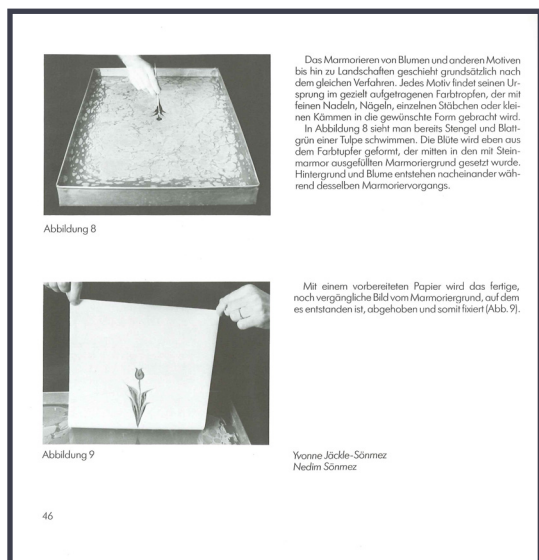 Das Marmorieren von Blumen und anderen Motiven
bis hin zu Landschaften geschieht grundsätzlich nach
dem gleichen Verfahren. Jedes Motiv findet seinen Ur-
sprung im gezielt aufgetragenen Farbtropfen, der mit
feinen Nadeln, Nägeln, einzelnen Stäbchen oder klei-
nen Kämmen in die gewünschte Form gebracht wird.
In Abbildung 8 sieht man bereits Stengel und Blatt-
grün einer Tulpe schwimmen. Die Blüte wird eben aus
dem Farbtupfer geformt, der mitten in den mit Stein-
marmor ausgefüllten Marmoriergrund gesetzt wurde.
Hintergrund und Blume entstehen nacheinander wäh-
rend desselben Marmoriervorgangs.
Abbildung 8
Mit einem vorbereiteten Papier wird das fertige,
noch vergängliche Bild vom Marmoriergrund, auf dem
es entstanden ist, abgehoben und somit fixiert (Abb. 9).
Abbildung 9
Yvonne Jäckle-Sönmez
Nedim Sönmez
46